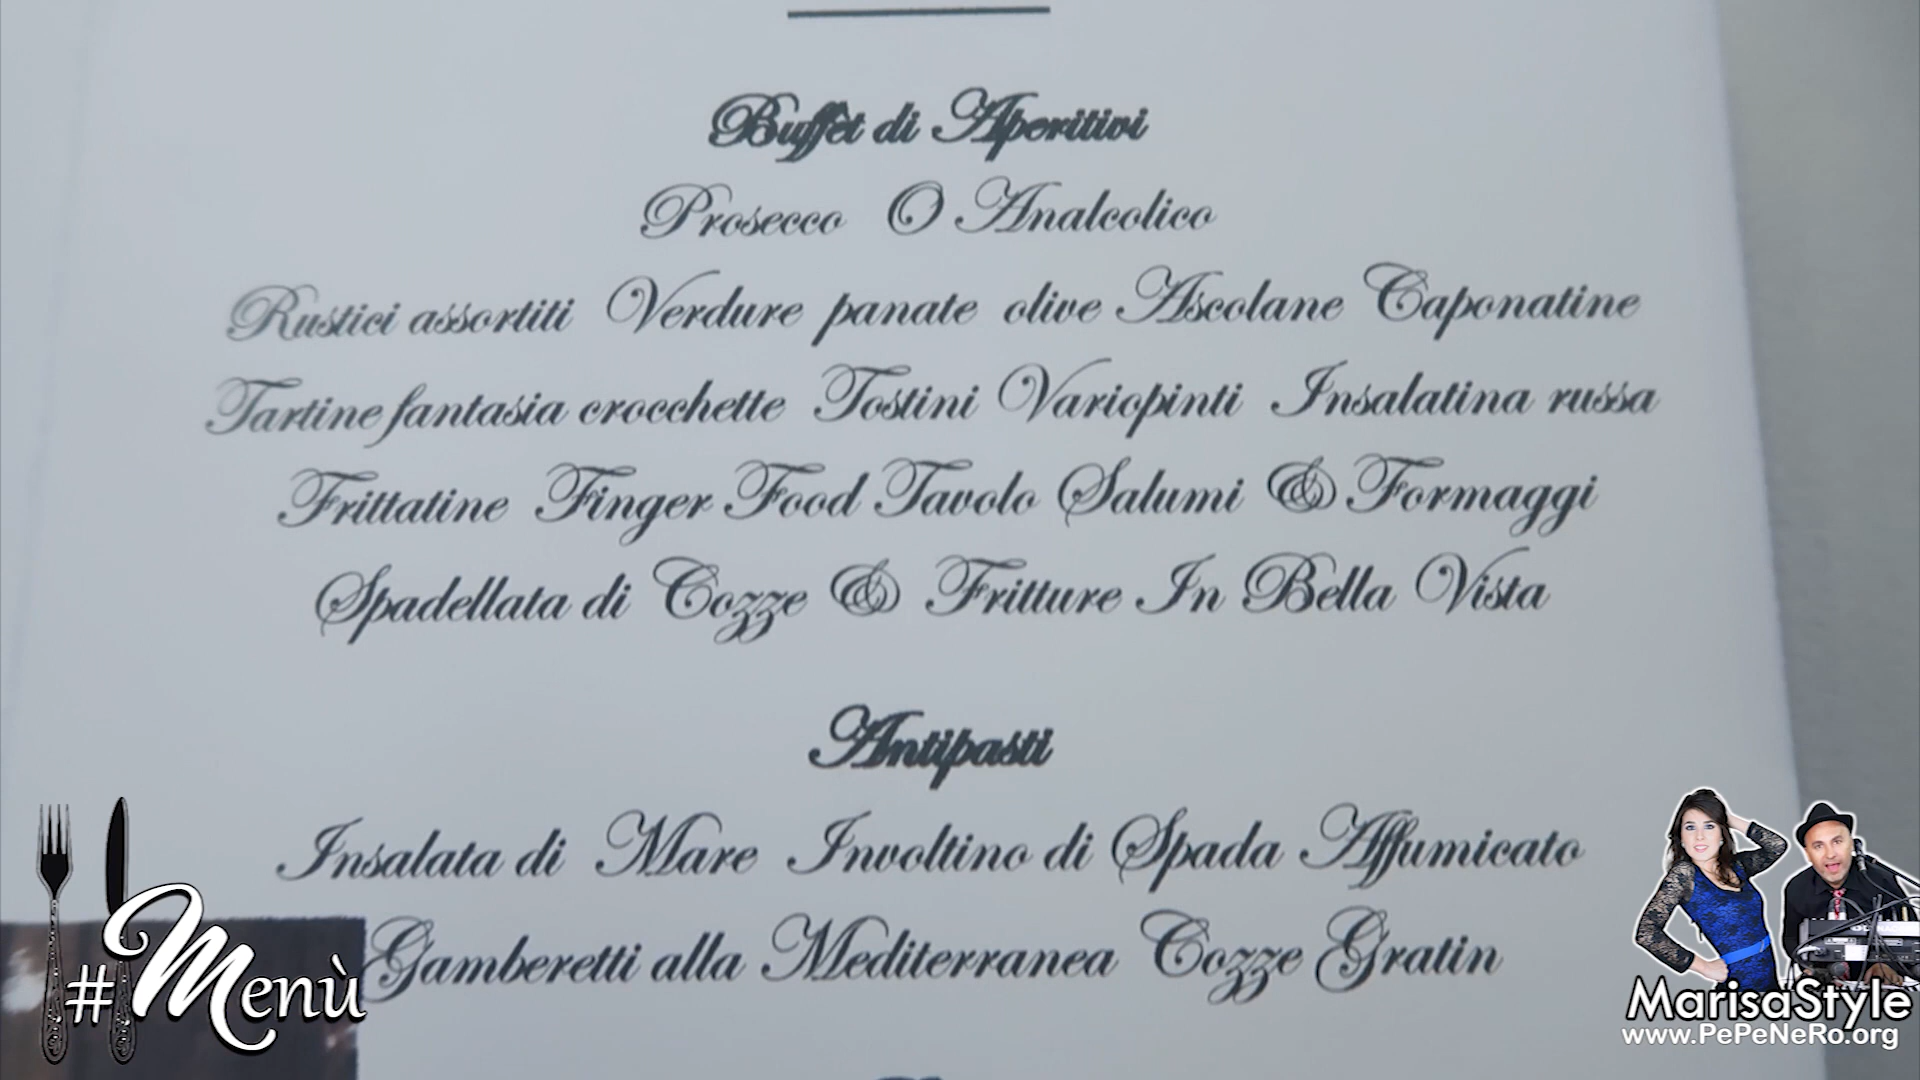 Buffèt di Aperitivi
Prosecco O Analcolico
Rustici assortiti Verdure panate olive Ascolane Caponatine
Tartine fantasia crocchette Tostini Variopinti Insalatina russa
Frittatine Finger Food Tavolo Salumi & Formaggi
Spadellata di Cozze & Fritture In Bella Vista
Antipasti
Insalata di Mare Involtino di Spada Affumicato
Gamberetti alla Mediterranea Cozze Gratin
#Menù
MarisaStyle
www.PePeNeRo.org